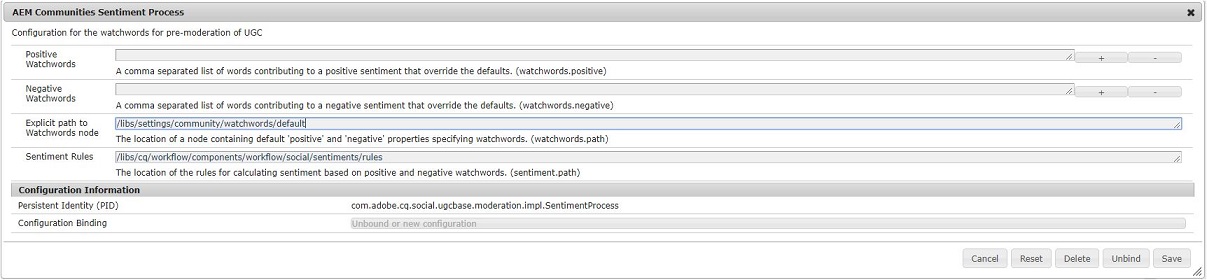 AEM Communities Sentiment Process
Configuration for the watchwords for pre-moderation of UGC
Positive
Watchwords
+ -
A comma separated list of words contributing to a positive sentiment that override the defaults. (watchwords.positive)
Negative
Watchwords
+ -
A comma separated list of words contributing to a negative sentiment that override the defaults. (watchwords.negative)
Explicit path to
Watchwords node
/libs/settings/community/watchwords/default
The location of a node containing default 'positive' and 'negative' properties specifying watchwords. (watchwords.path)
Sentiment Rules
/libs/cq/workflow/components/workflow/social/sentiments/rules
The location of the rules for calculating sentiment based on positive and negative watchwords. (sentiment.path)
Configuration Information
Persistent Identity (PID) com.adobe.cq.social.ugcbase.moderation.impl.SentimentProcess
Configuration Binding Unbound or new configuration
Cancel Reset Delete Unbind Save